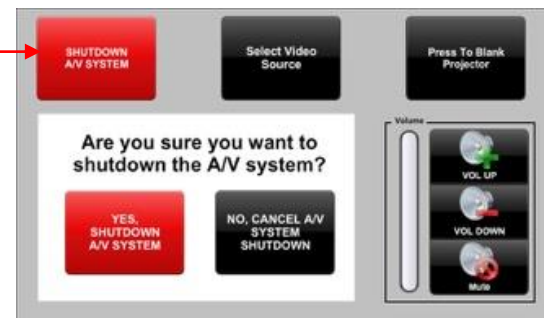 SHUTDOWN
A/V SYSTEM
Select Video
Source
Press To Blank
Projector
Are you sure you want to
shutdown the A/V system?
YES,
SHUTDOWN
A/V SYSTEM
NO, CANCEL A/V
SYSTEM
SHUTDOWN
Volume
VOL UP
VOL DOWN
Mute